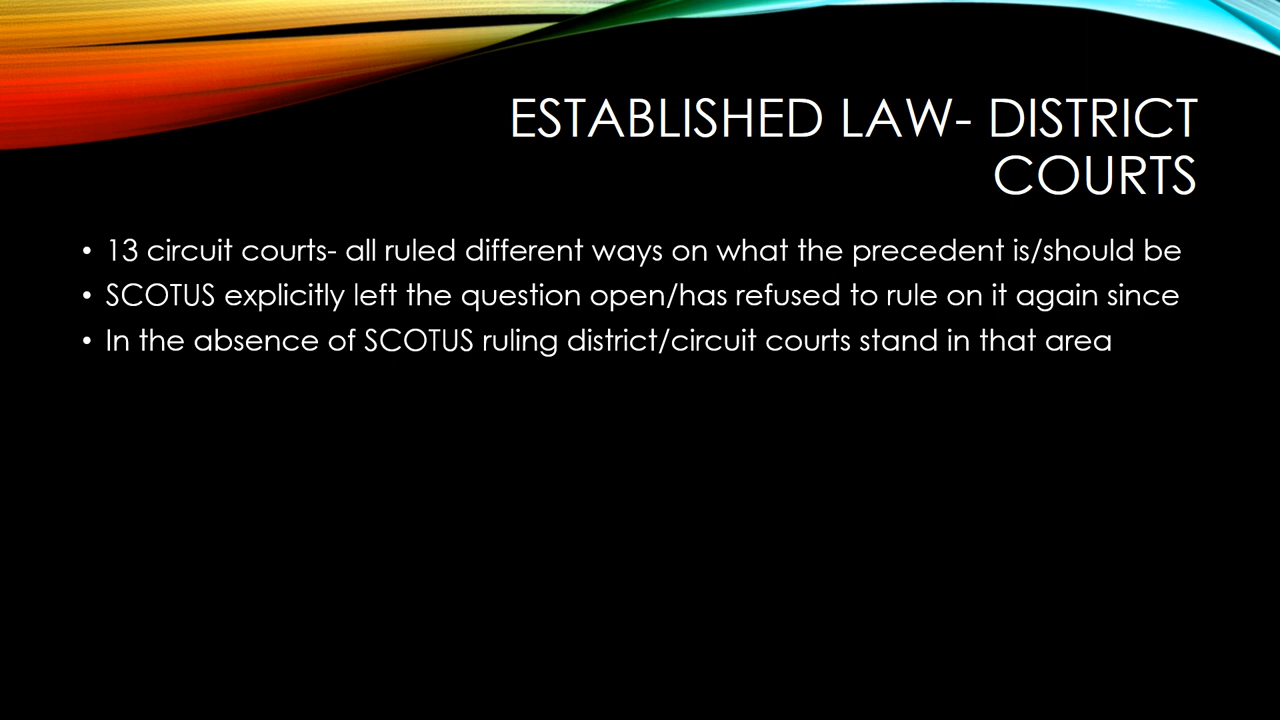 ESTABLISHED LAW- DISTRICT
COURTS
• 13 circuit courts- all ruled different ways on what the precedent is/should be
• SCOTUS explicitly left the question open/has refused to rule on it again since
• In the absence of SCOTUS ruling district/circuit courts stand in that area